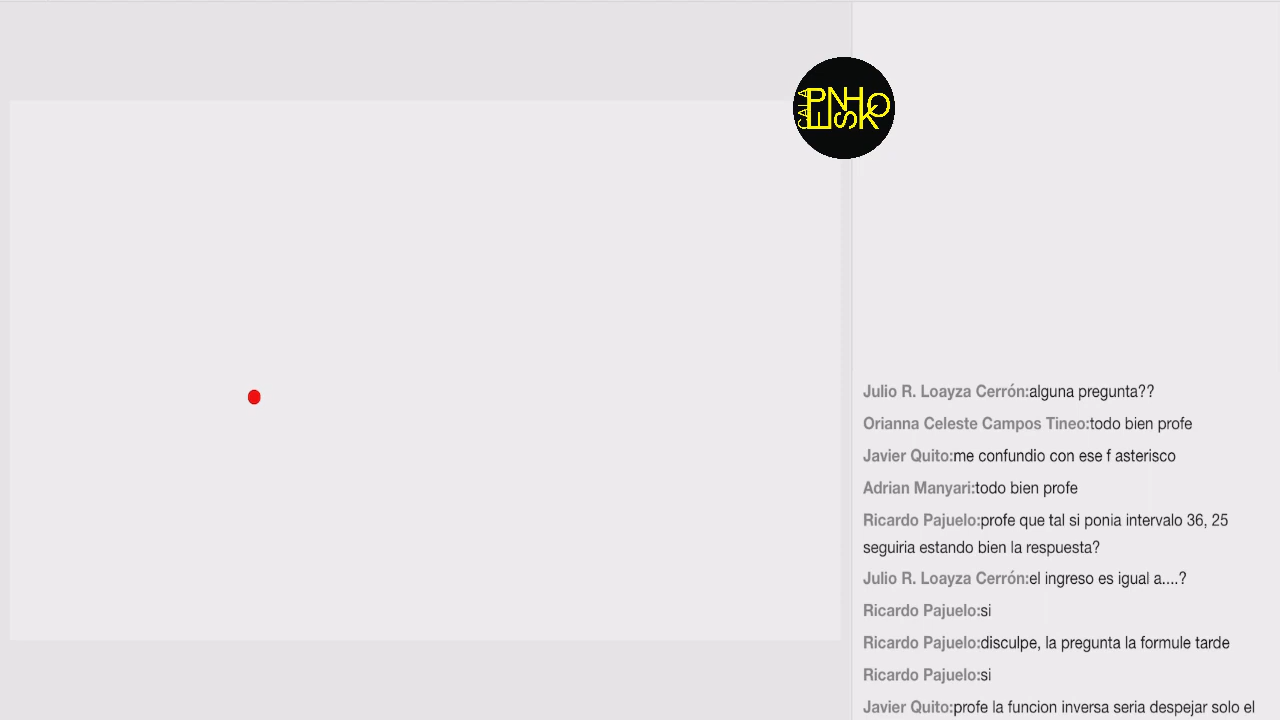 CALA
PENHO
ESK
Julio R. Loayza Cerrón:alguna pregunta??
Orianna Celeste Campos Tineo:todo bien profe
Javier Quito:me confundio con ese f asterisco
Adrian Manyari:todo bien profe
Ricardo Pajuelo:profe que tal si ponia intervalo 36, 25
seguiria estando bien la respuesta?
Julio R. Loayza Cerrón:el ingreso es igual a....?
Ricardo Pajuelo:si
Ricardo Pajuelo:disculpe, la pregunta la formule tarde
Ricardo Pajuelo:si
Javier Quito:profe la funcion inversa seria despejar solo el